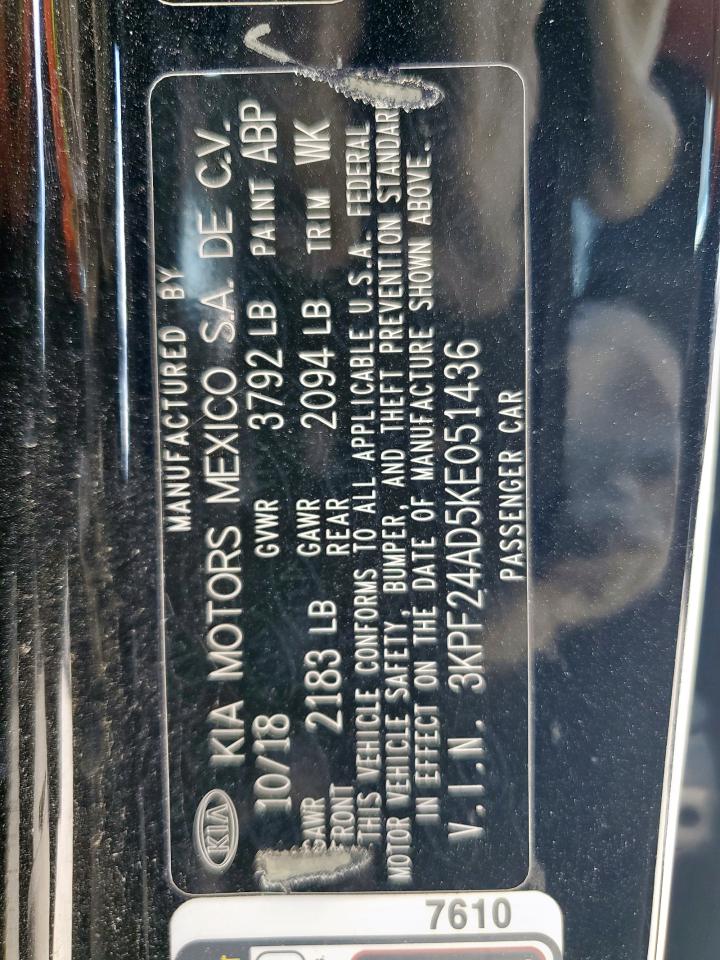 MANUFACTURED BY
KIA KIA MOTORS MEXICO S.A. DE C.V.
10/18 GVWR 3792 LB PAINT ABP
GAWR FRONT 2183 LB GAWR REAR 2094 LB TRIM WK
THIS VEHICLE CONFORMS TO ALL APPLICABLE U.S.A. FEDERAL
MOTOR VEHICLE SAFETY, BUMPER, AND THEFT PREVENTION STANDARD
IN EFFECT ON THE DATE OF MANUFACTURE SHOWN ABOVE.
V.I.N. 3KPF24AD5KE051436
PASSENGER CAR
7610